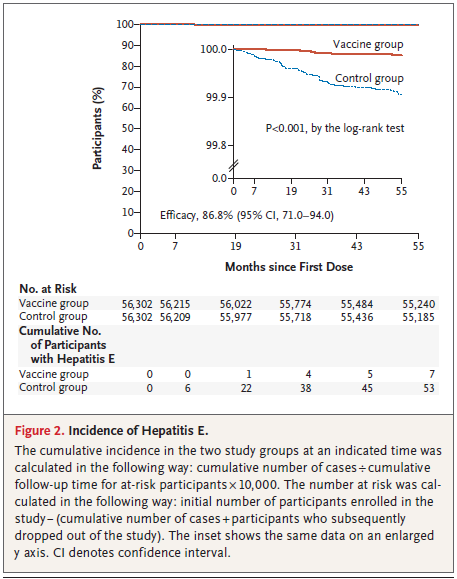 100
90
80
70
60
50
40
30
20
10
0
Participants (%)
100.0
99.9
99.8
0.0
Vaccine group
Control group
P<0.001, by the log-rank test
0 7 19 31 43 55
Efficacy, 86.8% (95% CI, 71.0–94.0)
0 7 19 31 43 55
Months since First Dose
No. at Risk
Vaccine group 56,302 56,215 56,022 55,774 55,484 55,240
Control group 56,302 56,209 55,977 55,718 55,436 55,185
Cumulative No.
of Participants
with Hepatitis E
Vaccine group 0 0 1 4 5 7
Control group 0 6 22 38 45 53
Figure 2. Incidence of Hepatitis E.
The cumulative incidence in the two study groups at an indicated time was
calculated in the following way: cumulative number of cases÷cumulative
follow-up time for at-risk participants×10,000. The number at risk was cal-
culated in the following way: initial number of participants enrolled in the
study–(cumulative number of cases+participants who subsequently
dropped out of the study). The inset shows the same data on an enlarged
y axis. CI denotes confidence interval.